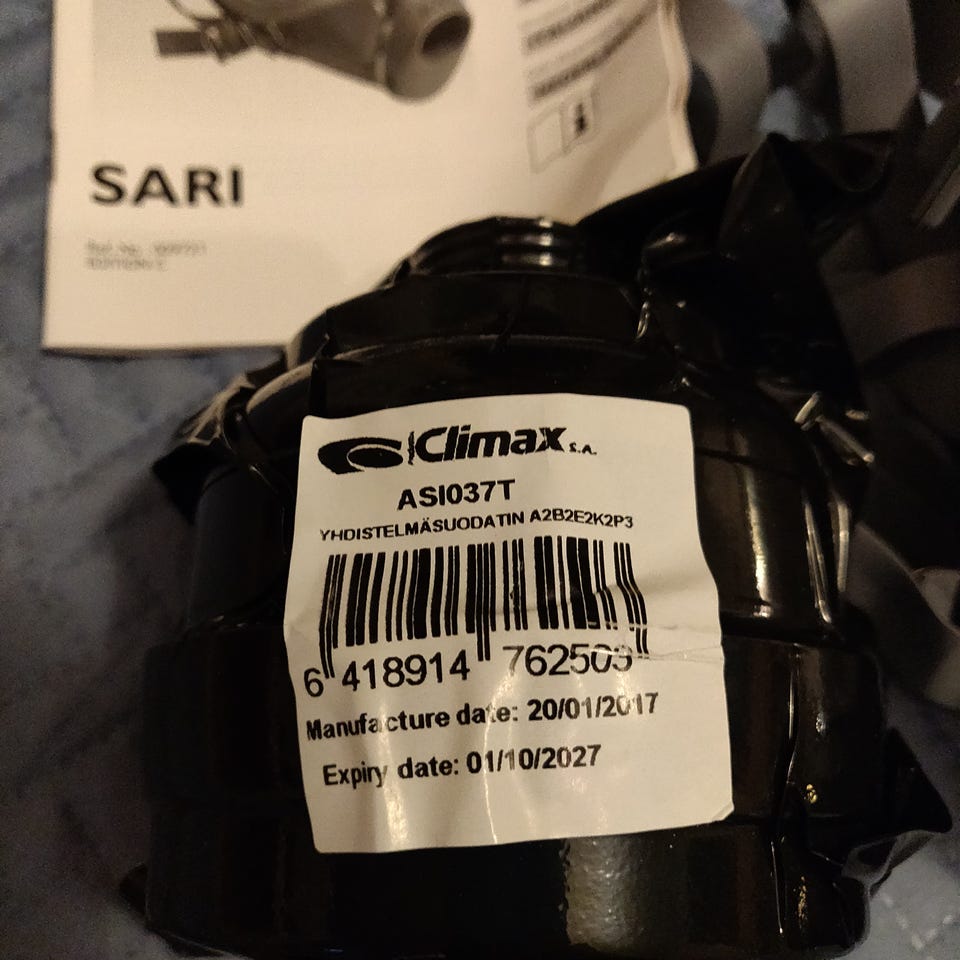 SARI
Climax S.A.
ASI037T
YHDISTELMÄSUODATIN A2B2E2K2P3
6 418914 762503
Manufacture date: 20/01/2017
Expiry date: 01/10/2027